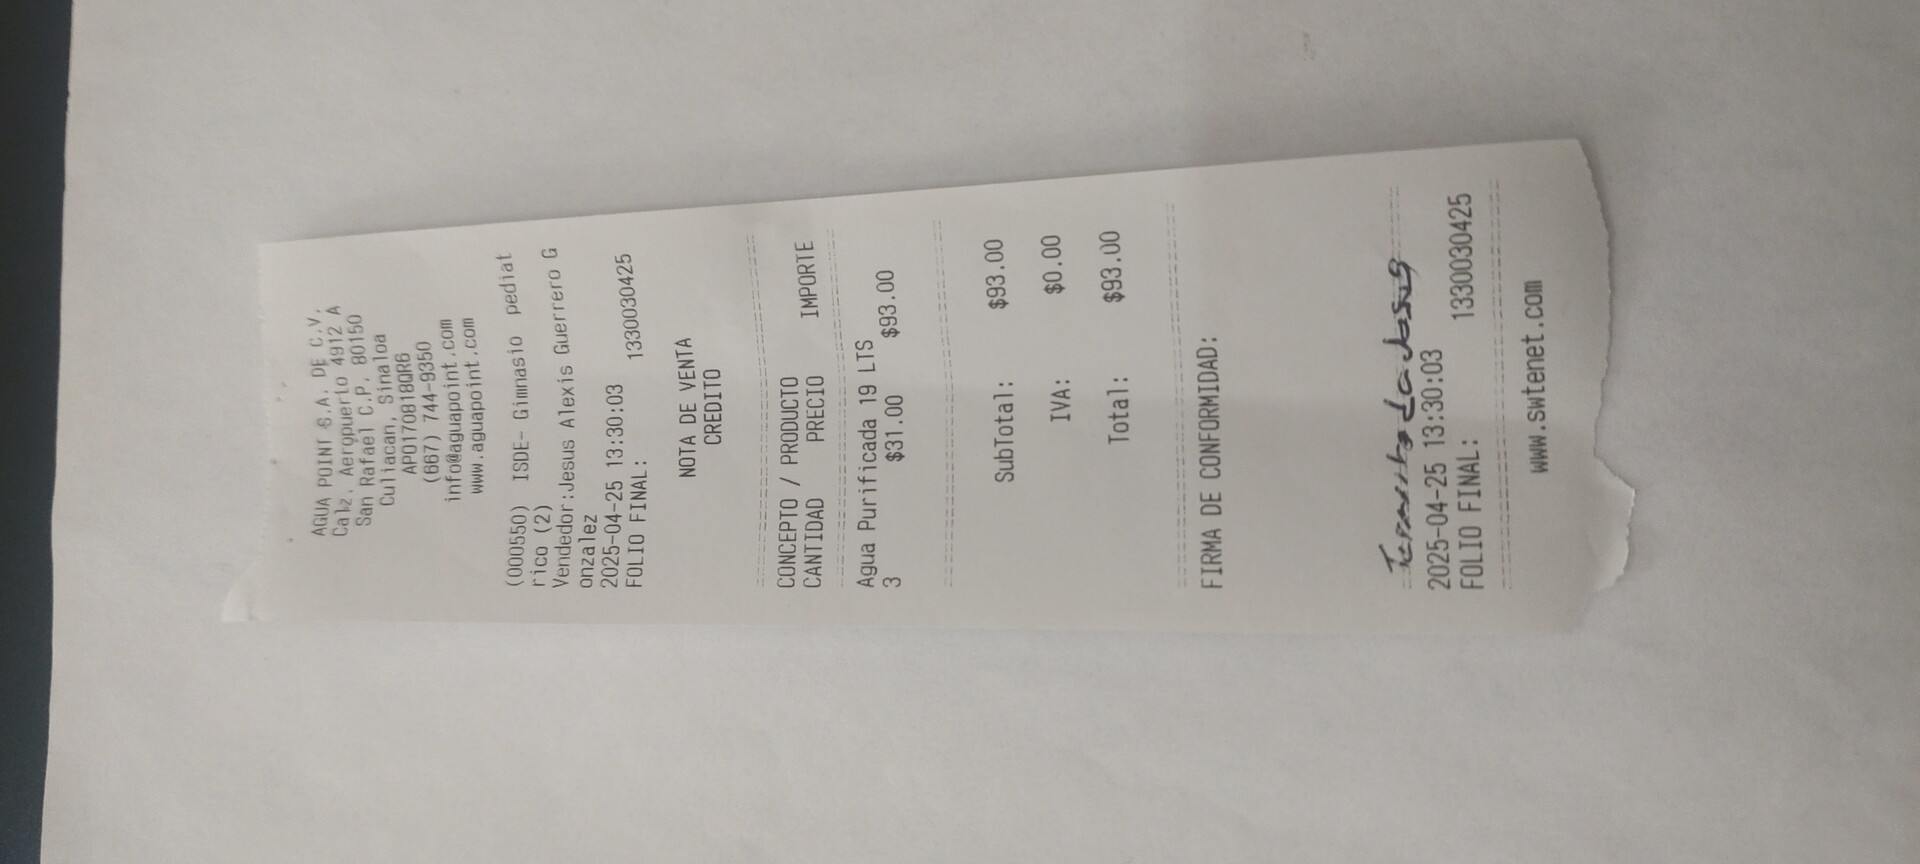 AGUA POINT S.A. DE C.V.
Calz. Aeropuerto 4912 A
San Rafael C.P. 80150
Culiacan, Sinaloa
APO170818QR6
(667) 744-9350
info@aguapoint.com
www.aguapoint.com
(000550) ISDE- Gimnasio pediat
rico (2)
Vendedor:Jesus Alexis Guerrero G
onzalez
2025-04-25 13:30:03
FOLIO FINAL: 1330030425
NOTA DE VENTA
CREDITO
CONCEPTO / PRODUCTO
CANTIDAD PRECIO IMPORTE
Agua Purificada 19 LTS
3 $31.00 $93.00
SubTotal: $93.00
IVA: $0.00
Total: $93.00
FIRMA DE CONFORMIDAD:
2025-04-25 13:30:03
FOLIO FINAL: 1330030425
www.swtenet.com